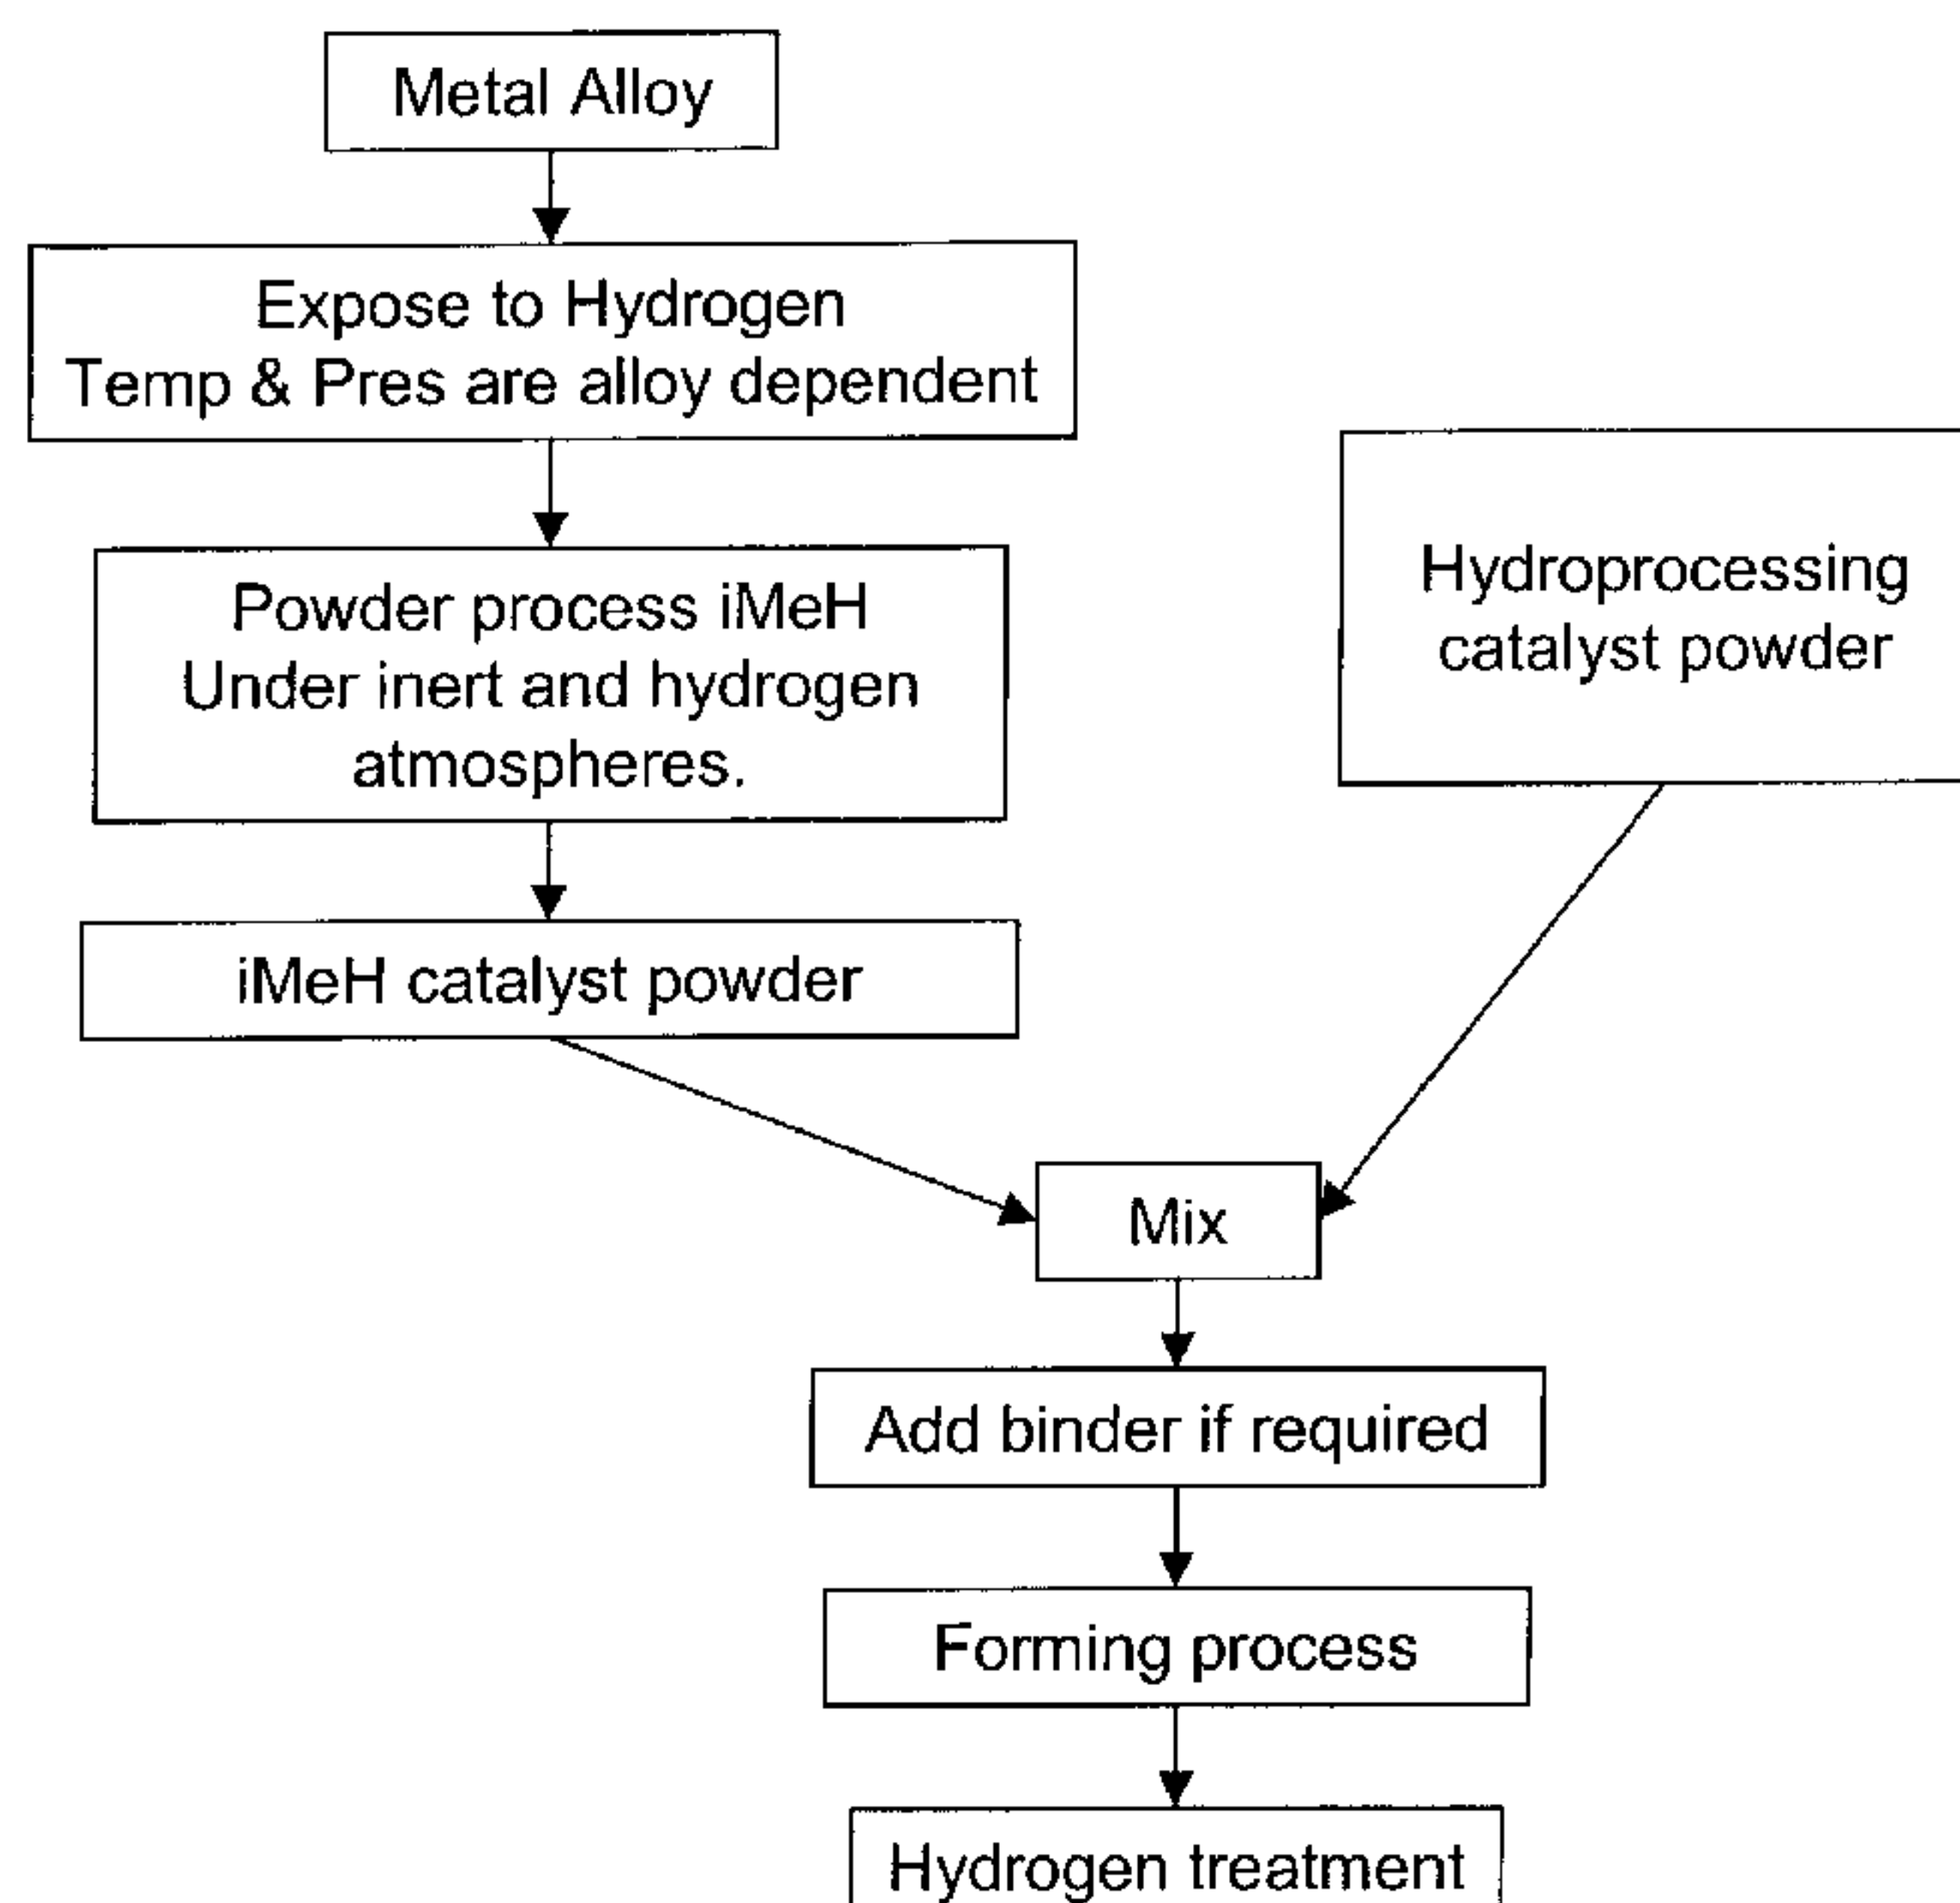 Metal Alloy
Expose to Hydrogen
Temp & Pres are alloy dependent
Powder process iMeH
Under inert and hydrogen
atmospheres.
iMeH catalyst powder
Hydroprocessing
catalyst powder
Mix
Add binder if required
Forming process
Hydrogen treatment